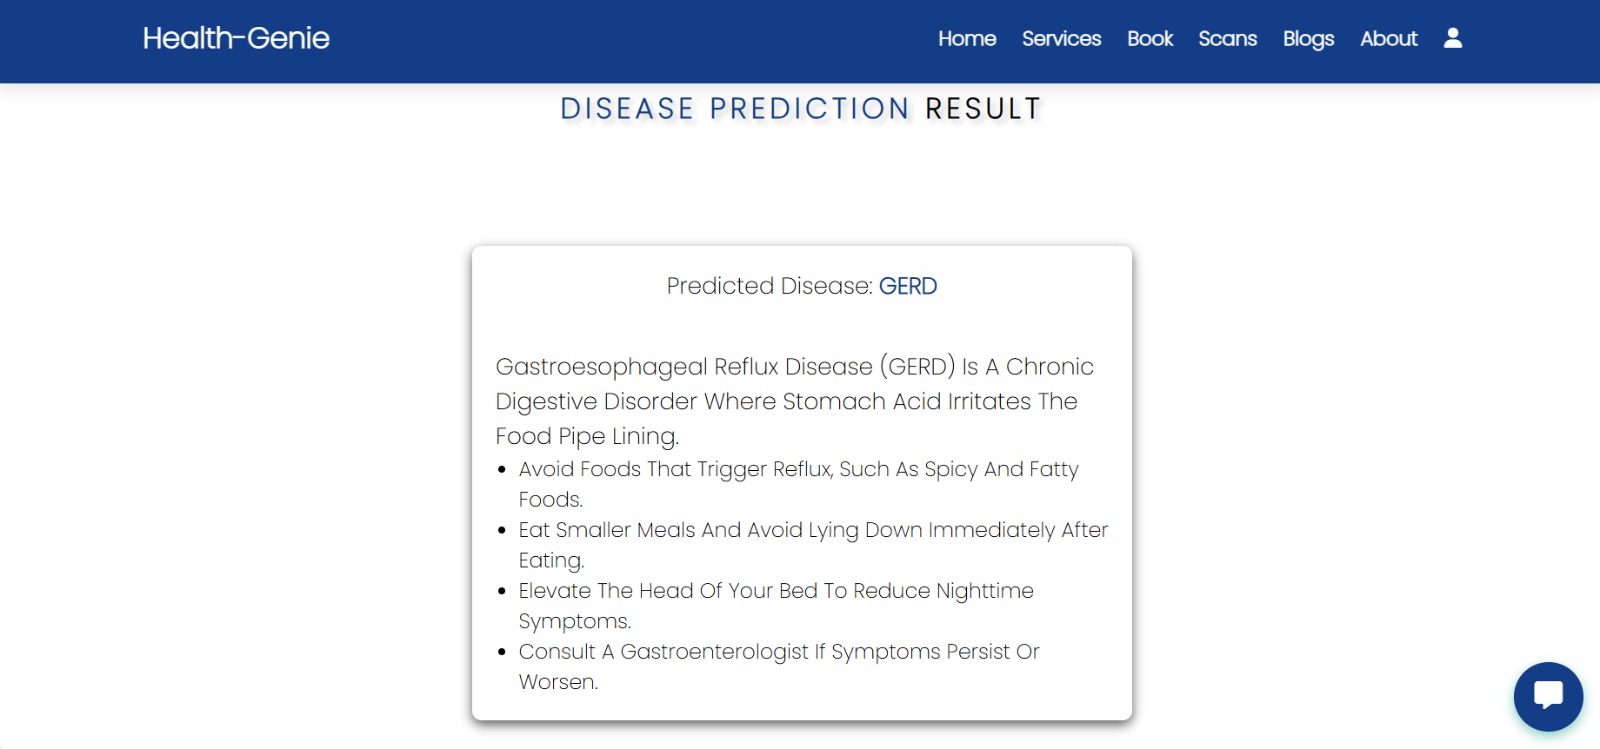 Health-Genie
Home Services Book Scans Blogs About
DISEASE PREDICTION RESULT
Predicted Disease: GERD
Gastroesophageal Reflux Disease (GERD) Is A Chronic
Digestive Disorder Where Stomach Acid Irritates The
Food Pipe Lining.
• Avoid Foods That Trigger Reflux, Such As Spicy And Fatty
Foods.
• Eat Smaller Meals And Avoid Lying Down Immediately After
Eating.
• Elevate The Head Of Your Bed To Reduce Nighttime
Symptoms.
• Consult A Gastroenterologist If Symptoms Persist Or
Worsen.